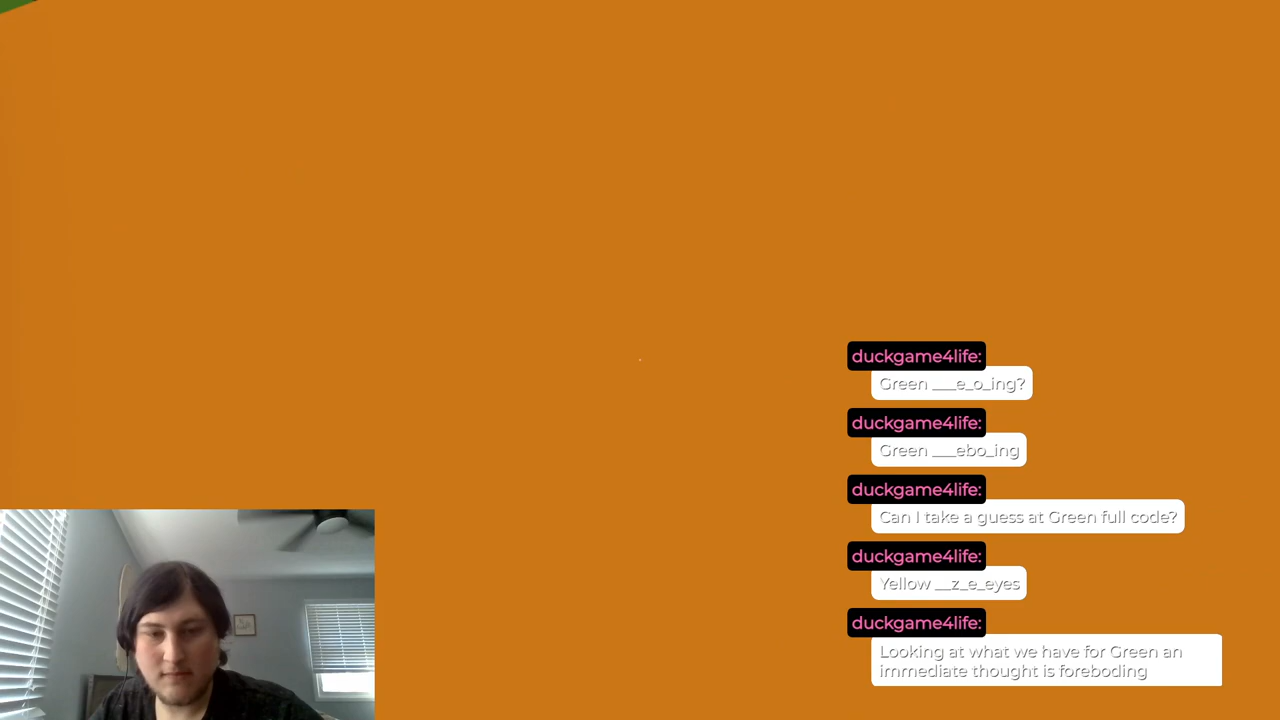 duckgame4life:
Green ___e_o_ing?
duckgame4life:
Green ___ebo_ing
duckgame4life:
Can I take a guess at Green full code?
duckgame4life:
Yellow __z_e_eyes
duckgame4life:
Looking at what we have for Green an
immediate thought is foreboding